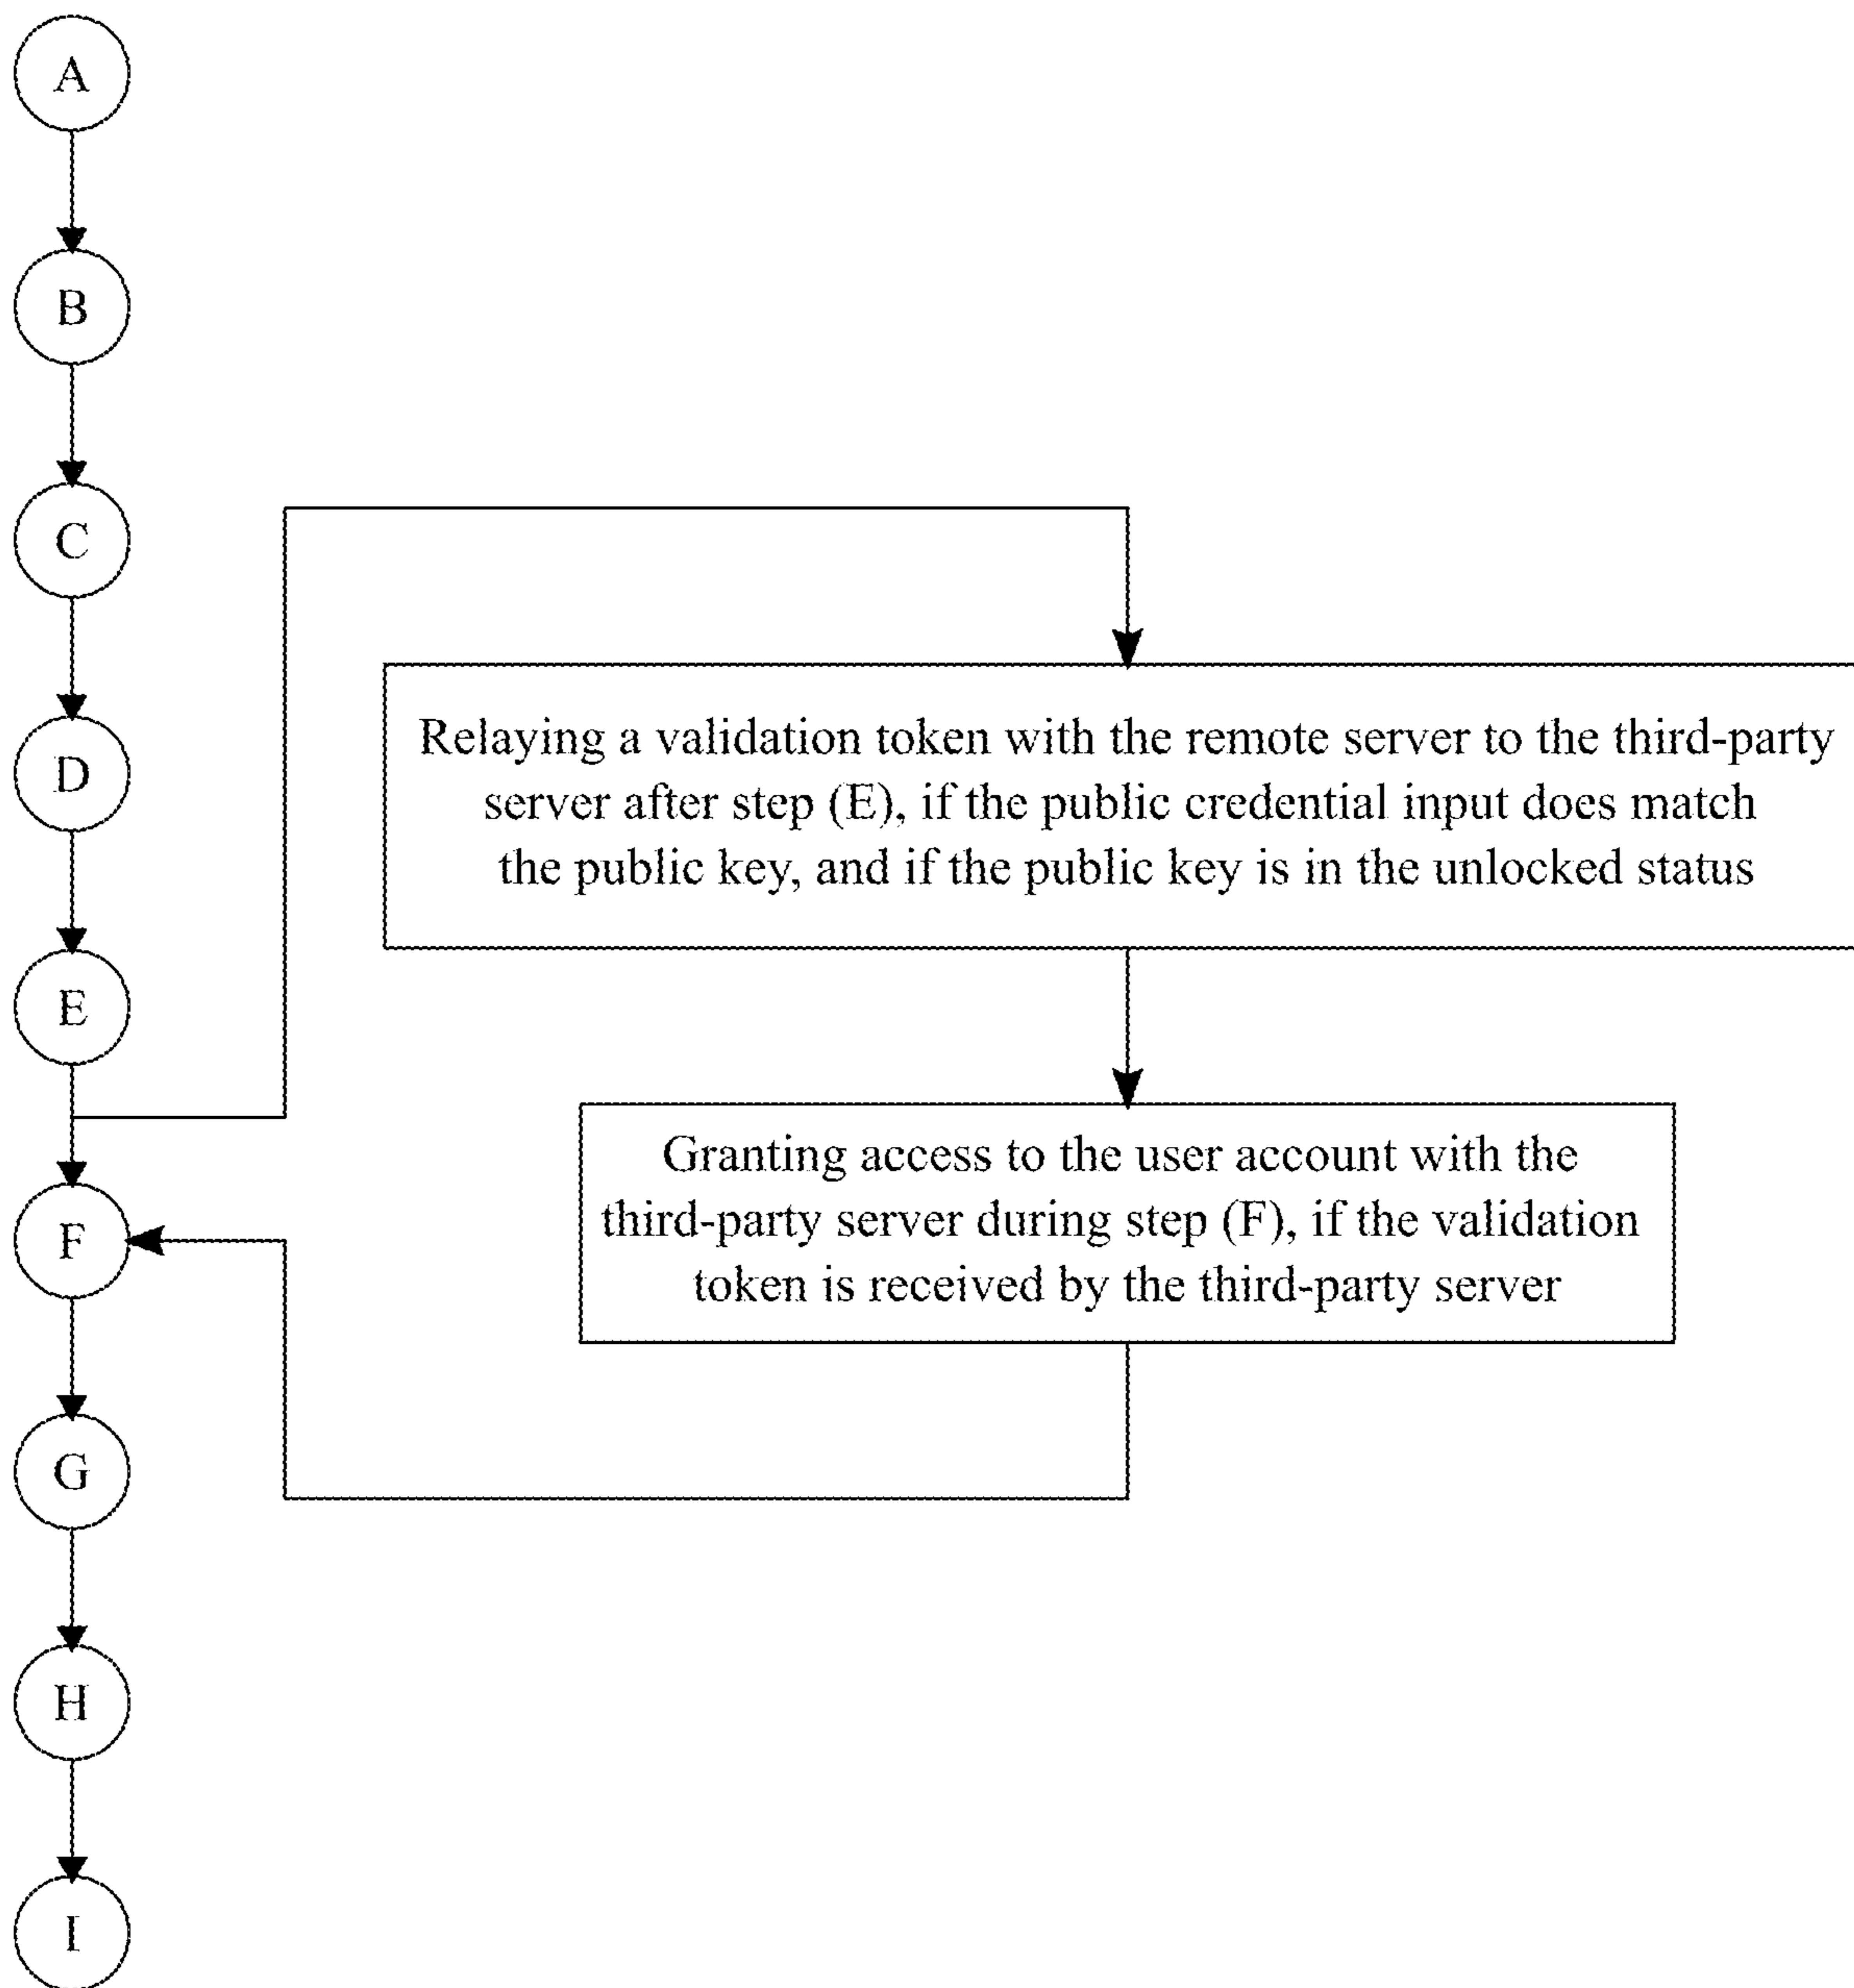 A
B
C
D
E
F
G
H
I
Relaying a validation token with the remote server to the third-party
server after step (E), if the public credential input does match
the public key, and if the public key is in the unlocked status
Granting access to the user account with the
third-party server during step (F), if the validation
token is received by the third-party server